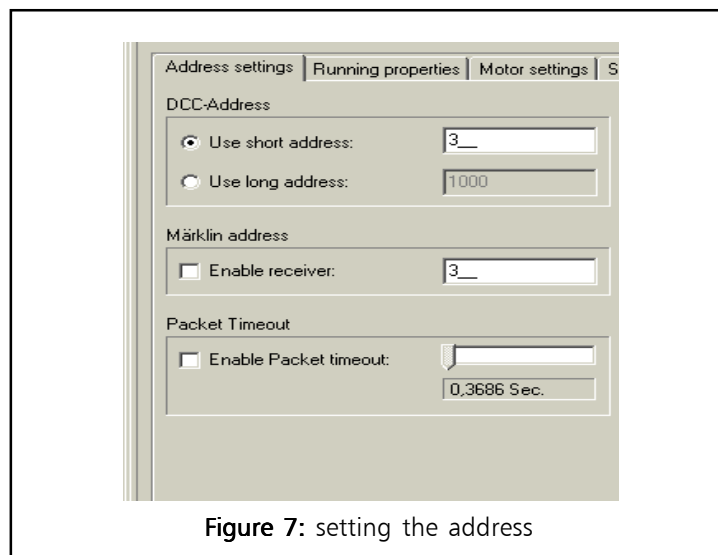 Address settings Running properties Motor settings S
DCC-Address
Use short address: 3__
Use long address: 1000
Märklin address
Enable receiver: 3__
Packet Timeout
Enable Packet timeout:
0,3686 Sec.
Figure 7: setting the address